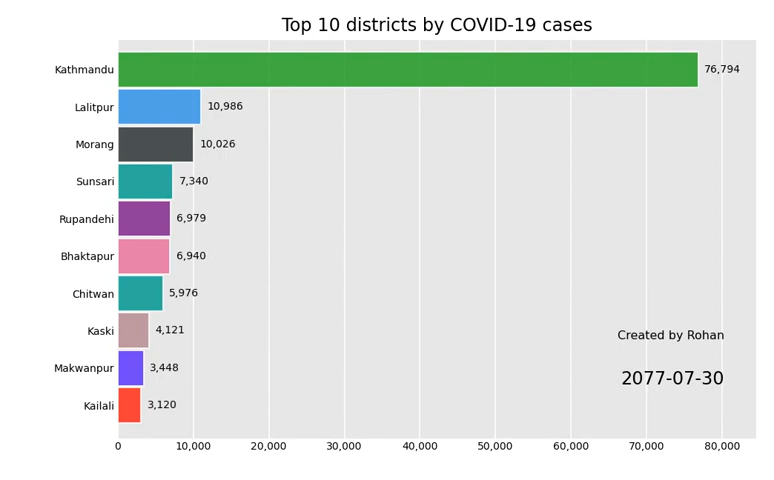 Top 10 districts by COVID-19 cases
Kathmandu 76,794
Lalitpur 10,986
Morang 10,026
Sunsari 7,340
Rupandehi 6,979
Bhaktapur 6,940
Chitwan 5,976
Kaski 4,121
Created by Rohan
Makwanpur 3,448
2077-07-30
Kailali 3,120
0 10,000 20,000 30,000 40,000 50,000 60,000 70,000 80,000